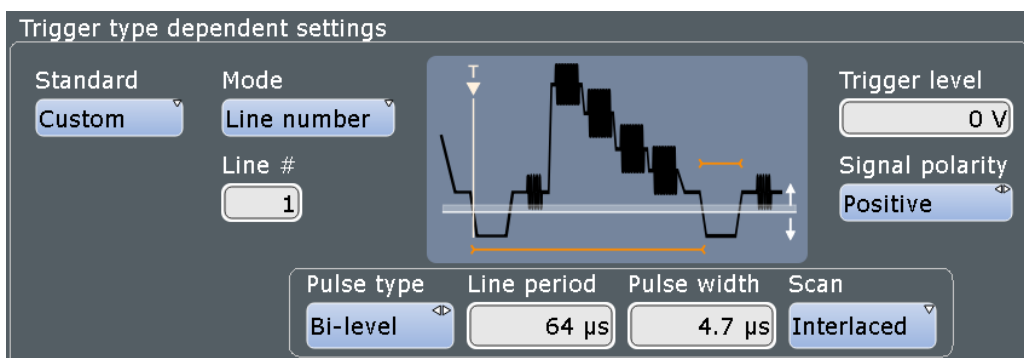 Trigger type dependent settings
Standard
Mode
Trigger level
Custom
Line number
T
0 V
Line #
Signal polarity
1
Positive
Pulse type
Line period
Pulse width
Scan
Bi-level
64 µs
4.7 µs
Interlaced